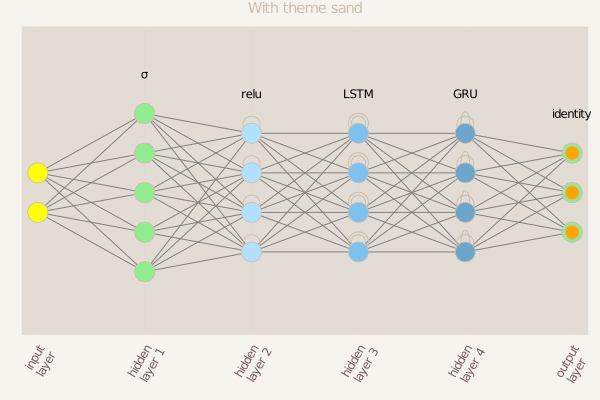 With theme sand
σ
relu
LSTM
GRU
identity
input
layer
hidden
layer 1
hidden
layer 2
hidden
layer 3
hidden
layer 4
output
layer